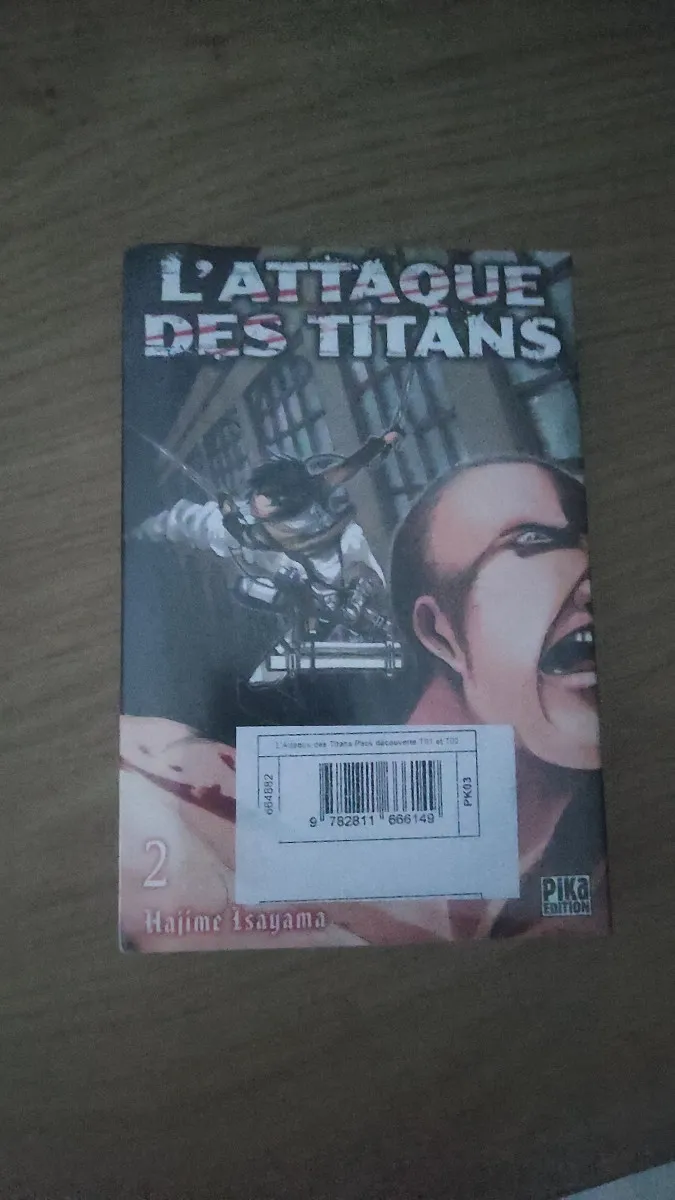 L'ATTAQUE
DES TITANS
L'Attaque des Titans Pack découverte T01 et T02
664882
PK03
9 782811 666149
2
Hajime Isayama
PIKA
EDITION